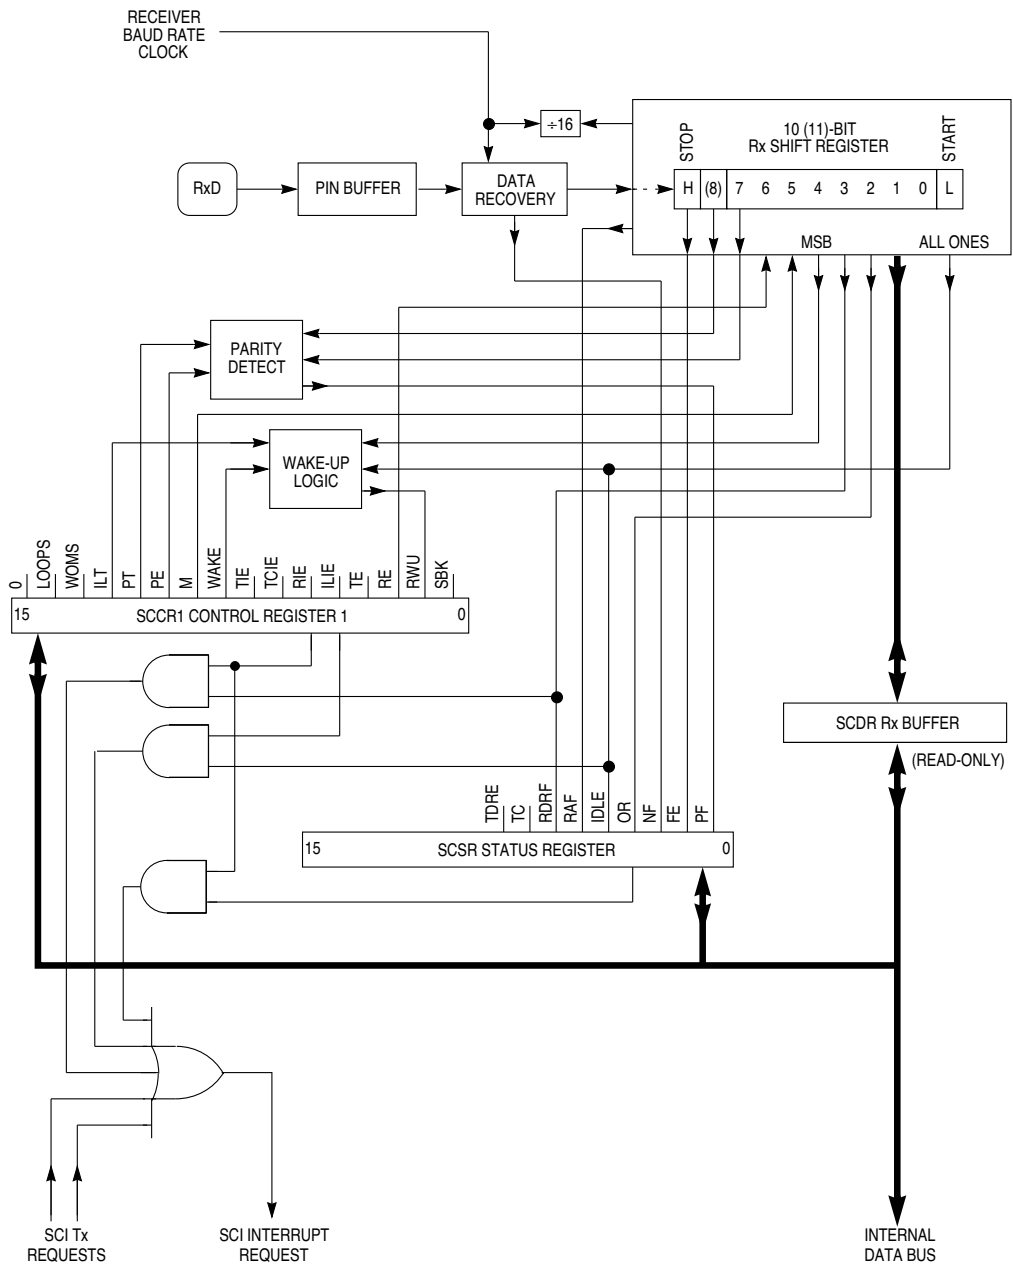 RECEIVER
BAUD RATE
CLOCK
÷16
10 (11)-BIT
Rx SHIFT REGISTER
STOP
START
RxD
PIN BUFFER
DATA
RECOVERY
H (8) 7 6 5 4 3 2 1 0 L
MSB
ALL ONES
PARITY
DETECT
WAKE-UP
LOGIC
0
LOOPS
WOMS
ILT
PT
PE
M
WAKE
TIE
TCIE
RIE
ILIE
TE
RE
RWU
SBK
15 SCCR1 CONTROL REGISTER 1 0
SCDR Rx BUFFER
(READ-ONLY)
TDRE
TC
RDRF
RAF
IDLE
OR
NF
FE
PF
15 SCSR STATUS REGISTER 0
SCI Tx
REQUESTS
SCI INTERRUPT
REQUEST
INTERNAL
DATA BUS